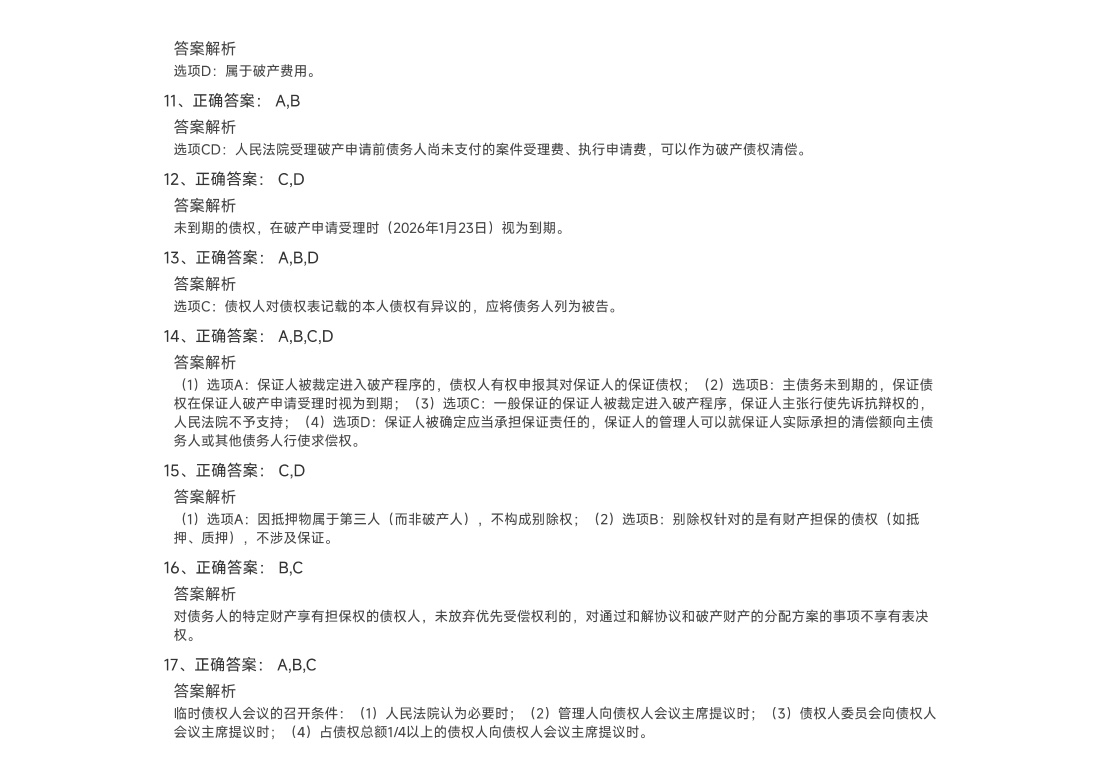 答案解析
选项D：属于破产费用。
11、正确答案： A,B
答案解析
选项CD：人民法院受理破产申请前债务人尚未支付的案件受理费、执行申请费，可以作为破产债权清偿。
12、正确答案： C,D
答案解析
未到期的债权，在破产申请受理时（2026年1月23日）视为到期。
13、正确答案： A,B,D
答案解析
选项C：债权人对债权表记载的本人债权有异议的，应将债务人列为被告。
14、正确答案： A,B,C,D
答案解析
（1）选项A：保证人被裁定进入破产程序的，债权人有权申报其对保证人的保证债权；（2）选项B：主债务未到期的，保证债
权在保证人破产申请受理时视为到期；（3）选项C：一般保证的保证人被裁定进入破产程序，保证人主张行使先诉抗辩权的，
人民法院不予支持；（4）选项D：保证人被确定应当承担保证责任的，保证人的管理人可以就保证人实际承担的清偿额向主债
务人或其他债务人行使求偿权。
15、正确答案： C,D
答案解析
（1）选项A：因抵押物属于第三人（而非破产人），不构成别除权；（2）选项B：别除权针对的是有财产担保的债权（如抵
押、质押），不涉及保证。
16、正确答案： B,C
答案解析
对债务人的特定财产享有担保权的债权人，未放弃优先受偿权利的，对通过和解协议和破产财产的分配方案的事项不享有表决
权。
17、正确答案： A,B,C
答案解析
临时债权人会议的召开条件：（1）人民法院认为必要时；（2）管理人向债权人会议主席提议时；（3）债权人委员会向债权人
会议主席提议时；（4）占债权总额1/4以上的债权人向债权人会议主席提议时。